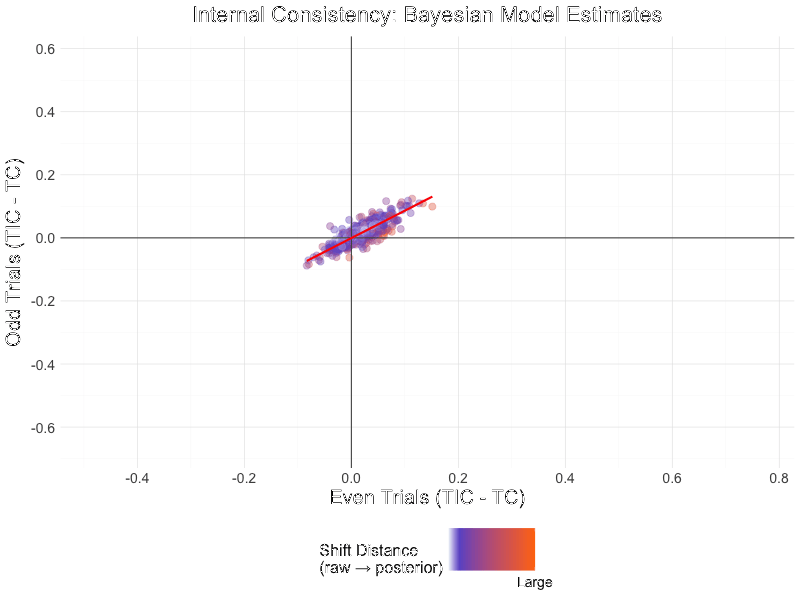 Internal Consistency: Bayesian Model Estimates
0.6
0.4
0.2
0.0
-0.2
-0.4
-0.6
Odd Trials (TIC - TC)
-0.4 0.0 0.2 0.4 0.6 0.8
Even Trials (TIC - TC)
Shift Distance
(raw → posterior)
Large